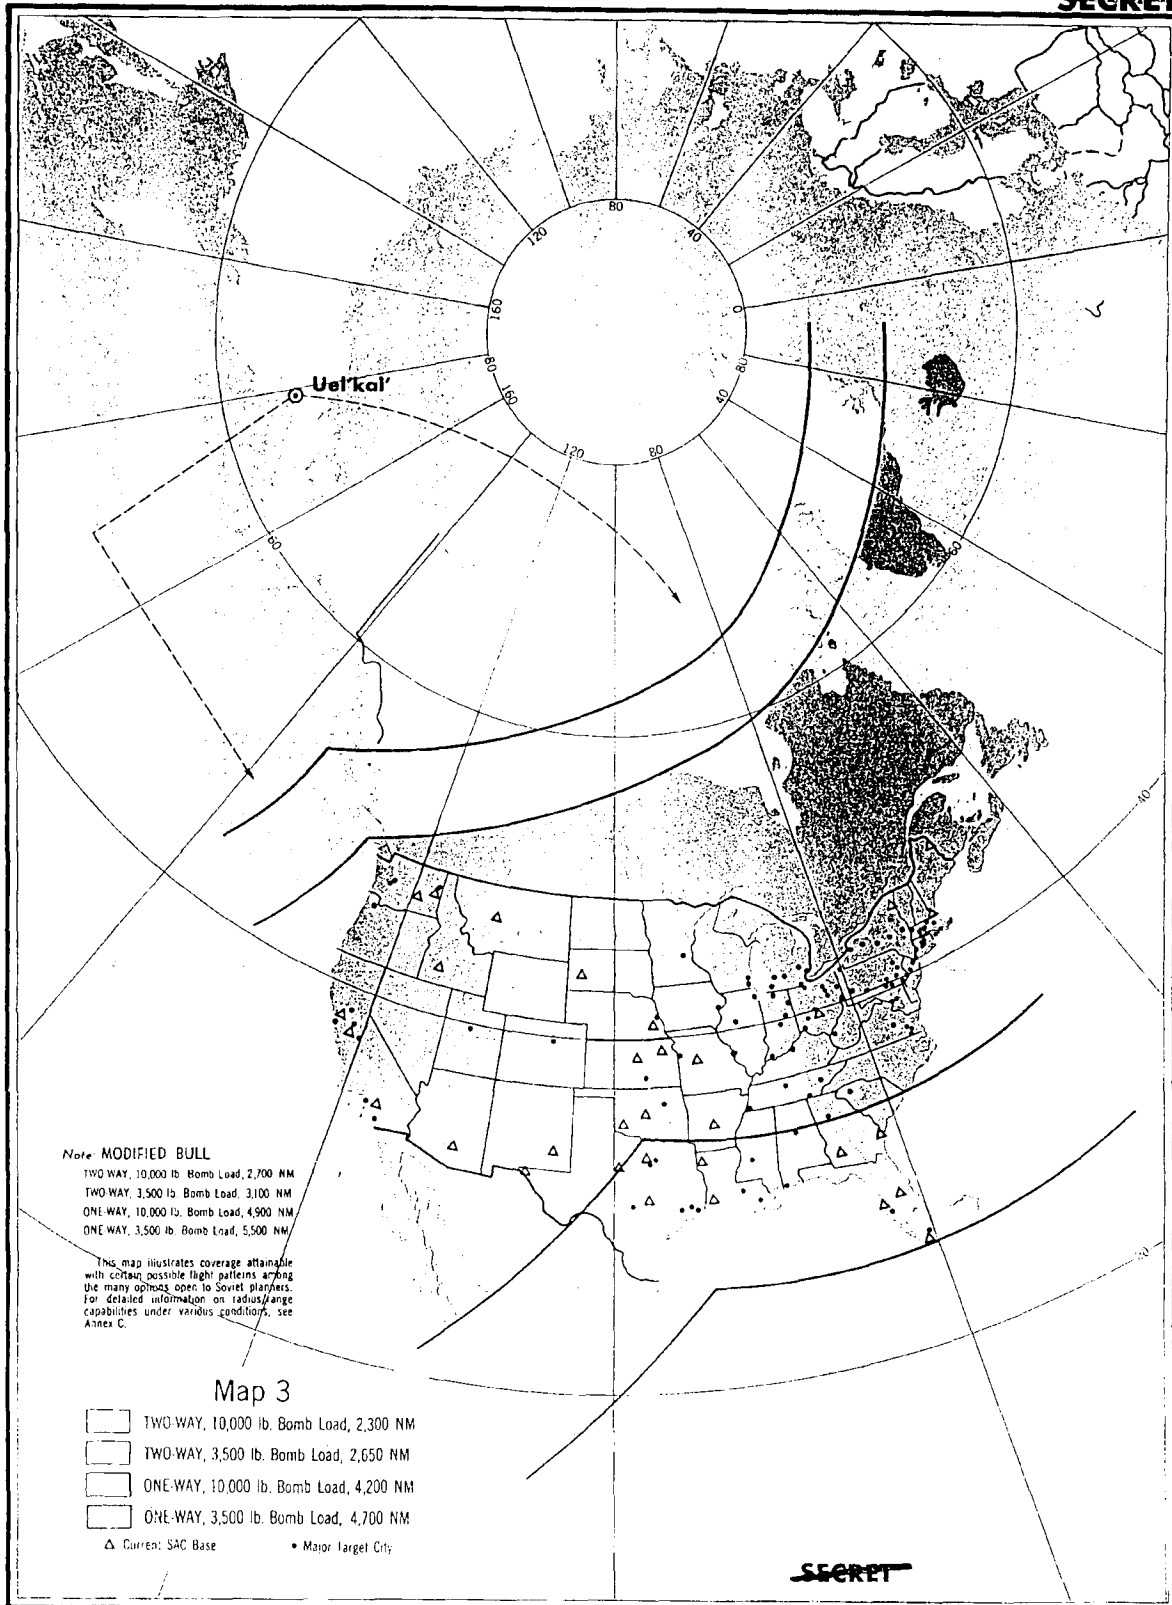 SECRET
80
120
40
160
0
80
80
160
40
120
80
Uel'kal'
60
60
40
Note: MODIFIED BULL
TWO-WAY, 10,000 lb. Bomb Load, 2,700 NM
TWO-WAY, 3,500 lb. Bomb Load, 3,100 NM
ONE-WAY, 10,000 lb. Bomb Load, 4,900 NM
ONE-WAY, 3,500 lb. Bomb Load, 5,500 NM
This map illustrates coverage attainable
with certain possible flight patterns among
the many options open to Soviet planners.
For detailed information on radius/range
capabilities under various conditions, see
Annex C.
Map 3
TWO-WAY, 10,000 lb. Bomb Load, 2,300 NM
TWO-WAY, 3,500 lb. Bomb Load, 2,650 NM
ONE-WAY, 10,000 lb. Bomb Load, 4,200 NM
ONE-WAY, 3,500 lb. Bomb Load, 4,700 NM
Current SAC Base
Major Target City
SECRET